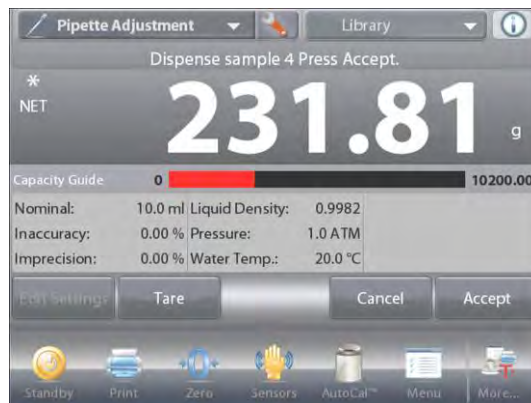 Pipette Adjustment Library
Dispense sample 4 Press Accept.
*
NET
231.81 g
Capacity Guide 0 10200.00
Nominal: 10.0 ml Liquid Density: 0.9982
Inaccuracy: 0.00 % Pressure: 1.0 ATM
Imprecision: 0.00 % Water Temp.: 20.0 °C
Edit Settings Tare Cancel Accept
Standby Print Zero Sensors AutoCal™ Menu More...